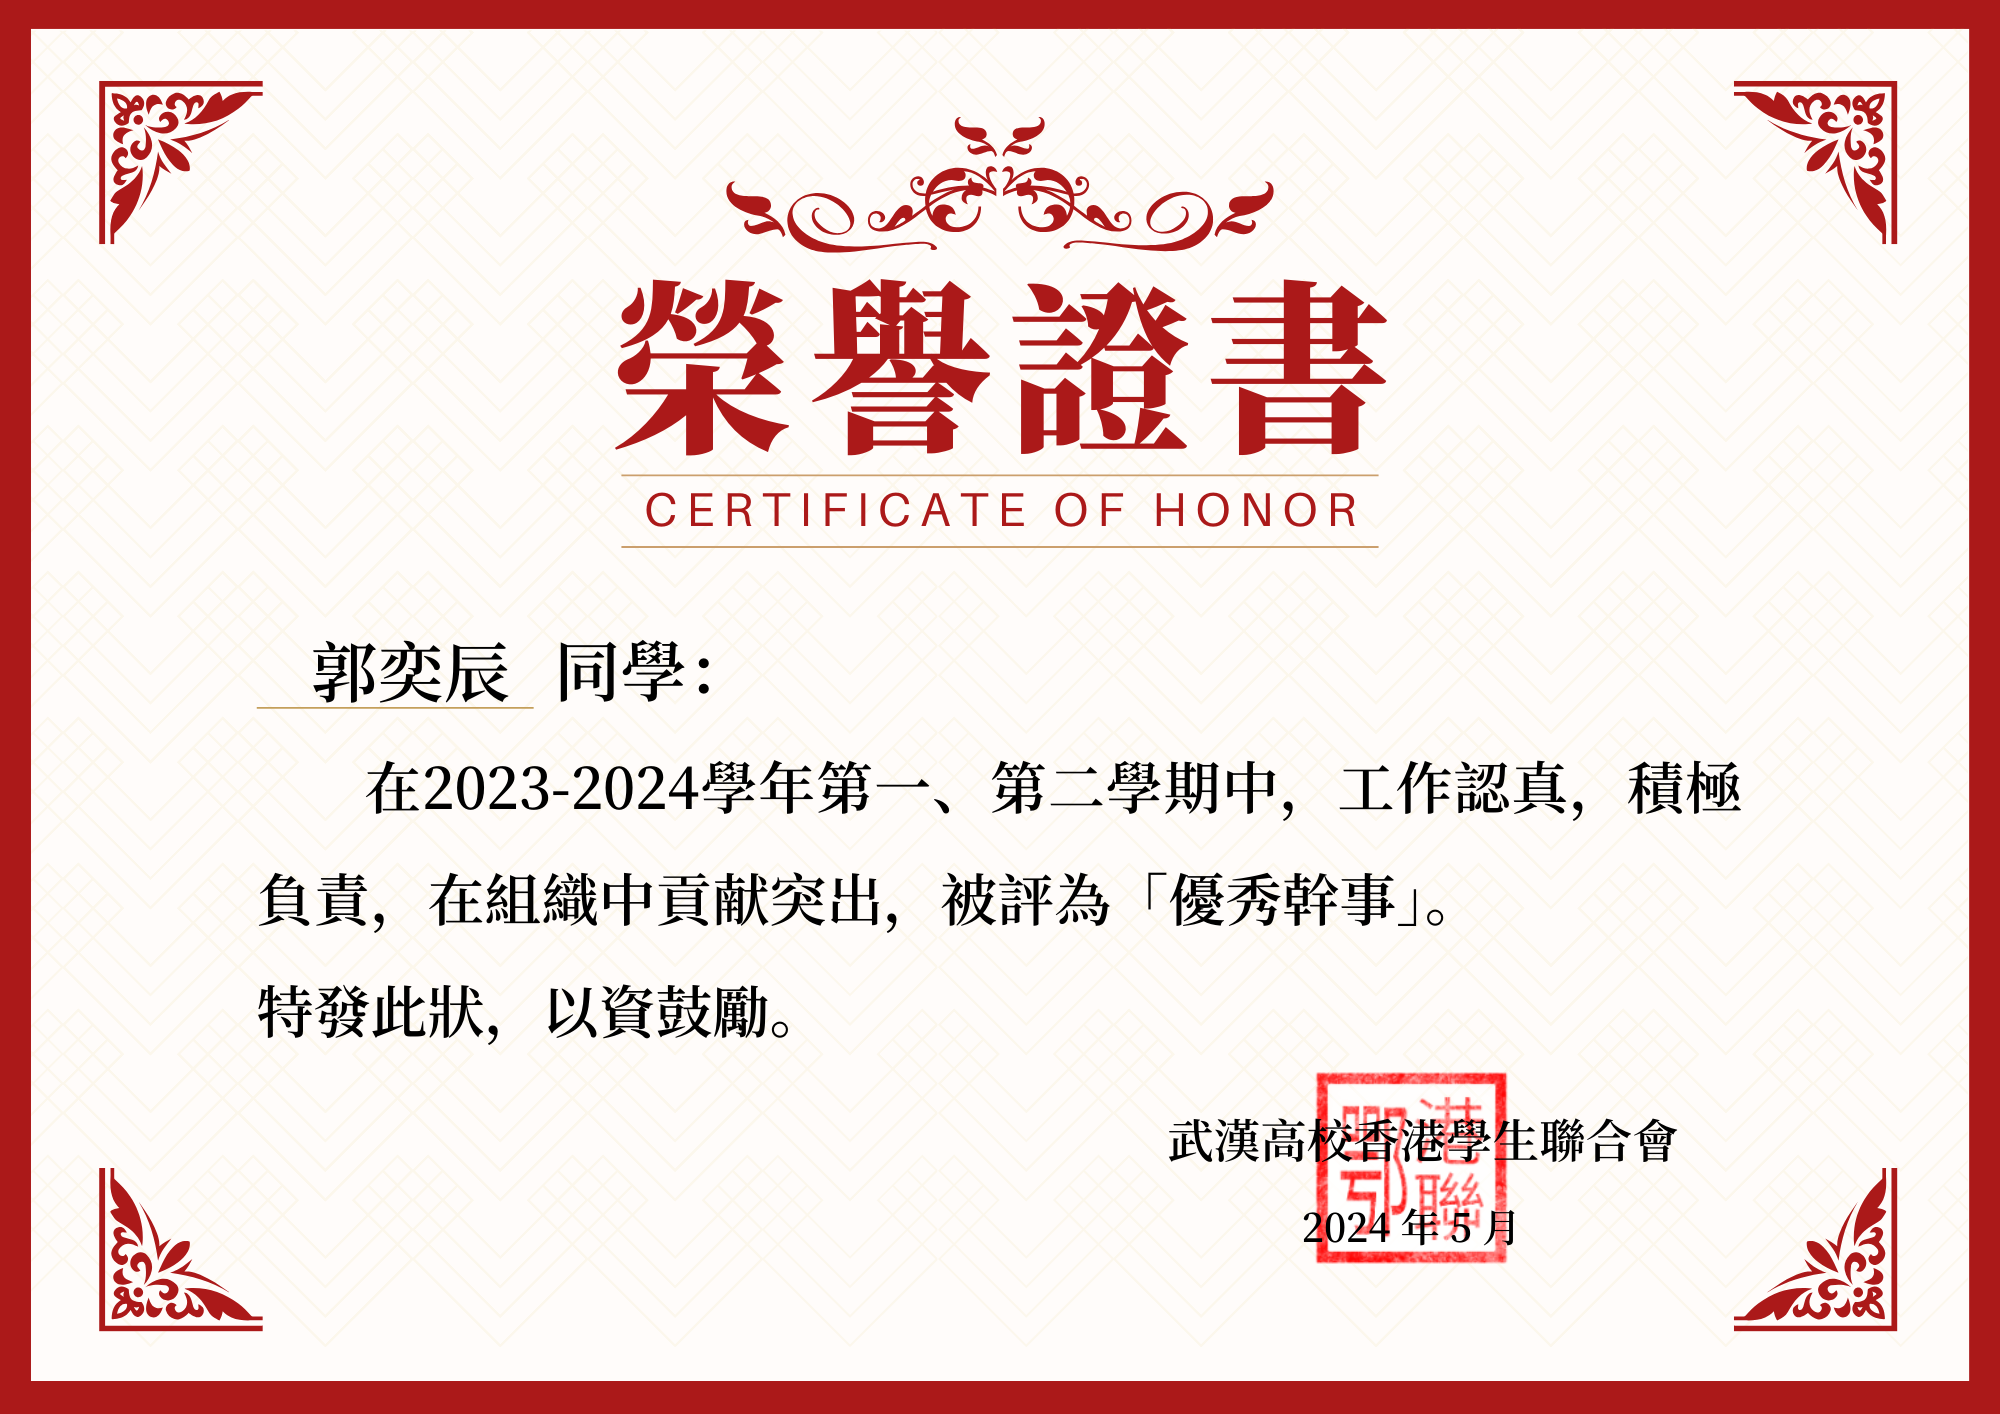 榮譽證書
CERTIFICATE OF HONOR
郭奕辰 同學：
在2023-2024學年第一、第二學期中，工作認真，積極
負責，在組織中貢献突出，被評為「優秀幹事」。
特發此狀，以資鼓勵。
武漢高校香港學生聯合會
2024 年 5 月
港聯
鄂